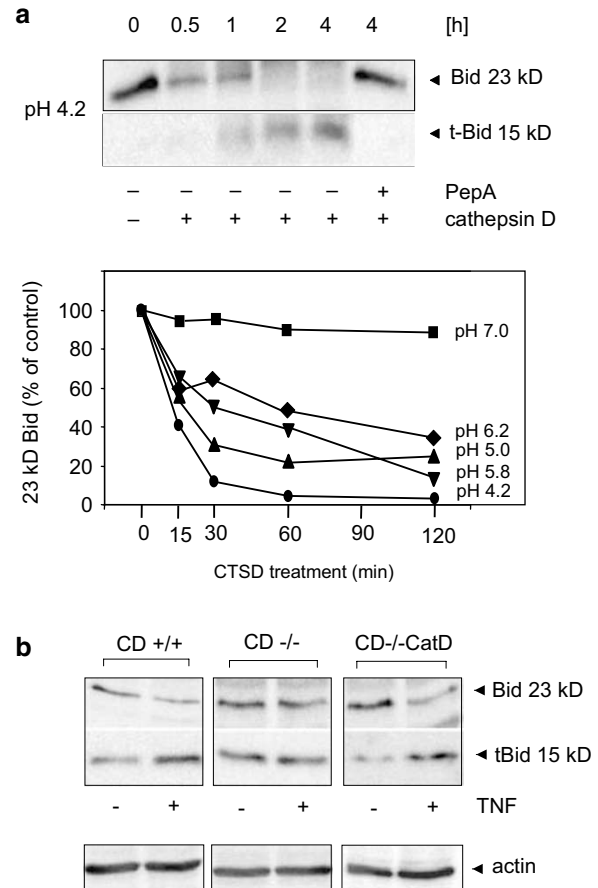 a
0 0.5 1 2 4 4 [h]
Bid 23 kD
pH 4.2
t-Bid 15 kD
– – – – – + PepA
– + + + + + cathepsin D
100
80
60
40
20
0
23 kD Bid (% of control)
pH 7.0
pH 6.2
pH 5.0
pH 5.8
pH 4.2
0 15 30 60 90 120
CTSD treatment (min)
b
CD +/+ CD -/- CD-/-CatD
Bid 23 kD
tBid 15 kD
- + - + - + TNF
actin